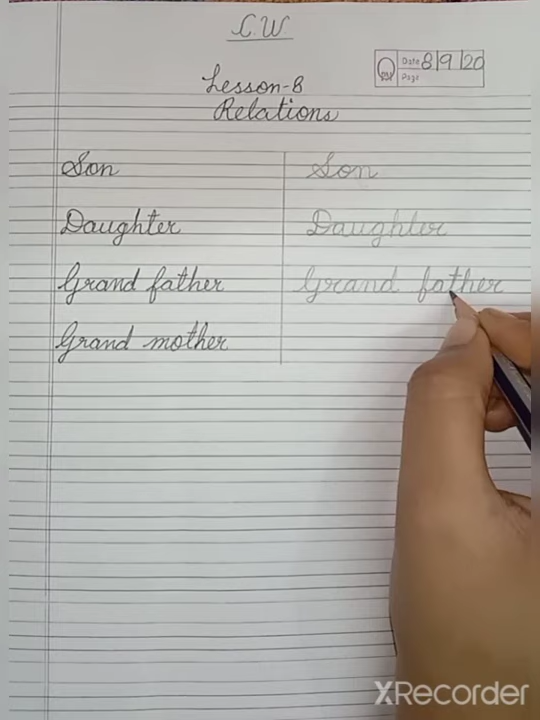 C.W.
Date 8/9/20
Page
Lesson-8
Relations
Son Son
Daughter Daughter
Grand father Grand father
Grand mother
XRecorder